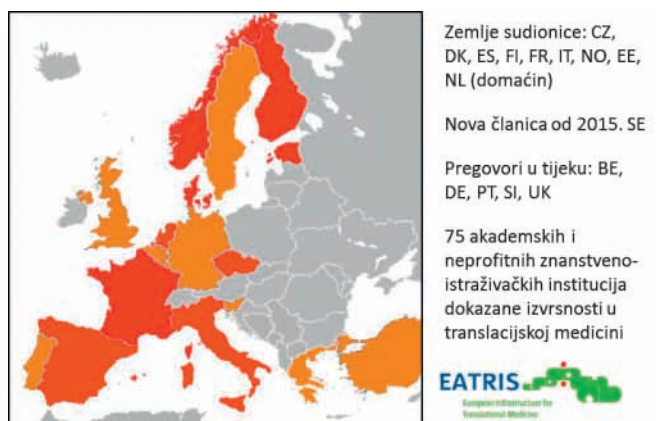 Zemlje sudionice: CZ,
DK, ES, FI, FR, IT, NO, EE,
NL (domaćin)
Nova članica od 2015. SE
Pregovori u tijeku: BE,
DE, PT, SI, UK
75 akademskih i
neprofitnih znanstveno-
istraživačkih institucija
dokazane izvrsnosti u
translacijskoj medicini
EATRIS
European Infrastructure for
Translational Medicine